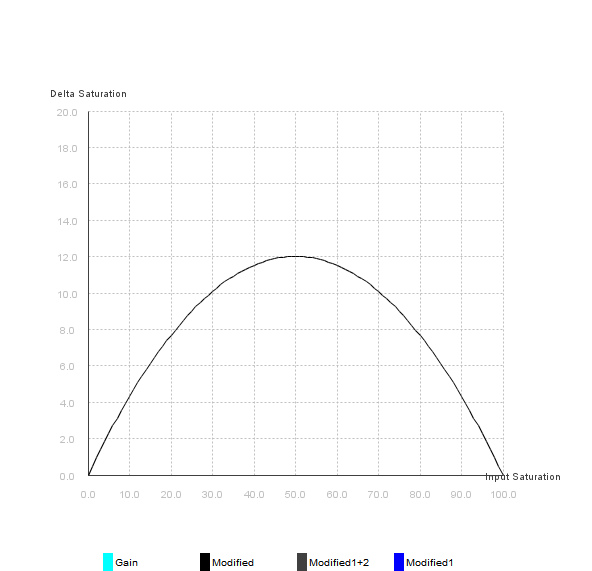 Delta Saturation
20.0
18.0
16.0
14.0
12.0
10.0
8.0
6.0
4.0
2.0
0.0
Input Saturation
0.0 10.0 20.0 30.0 40.0 50.0 60.0 70.0 80.0 90.0 100.0
Gain Modified Modified1+2 Modified1